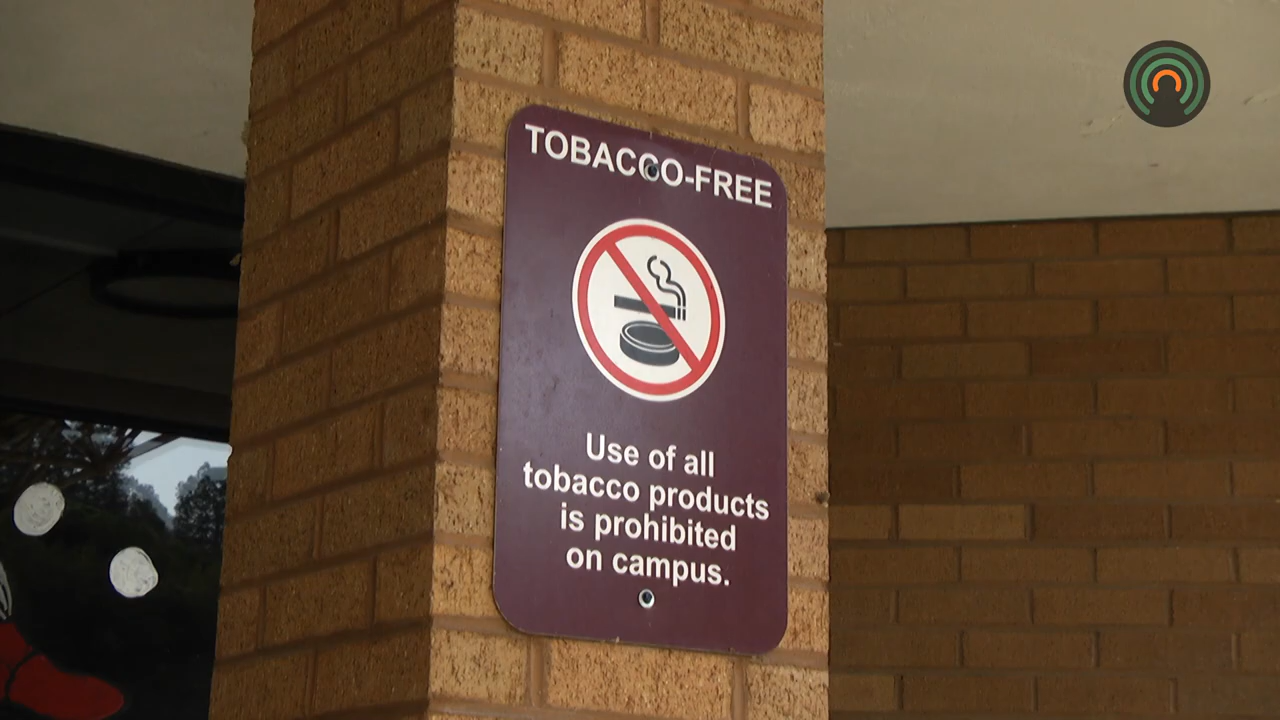 TOBACCO-FREE
Use of all
tobacco products
is prohibited
on campus.